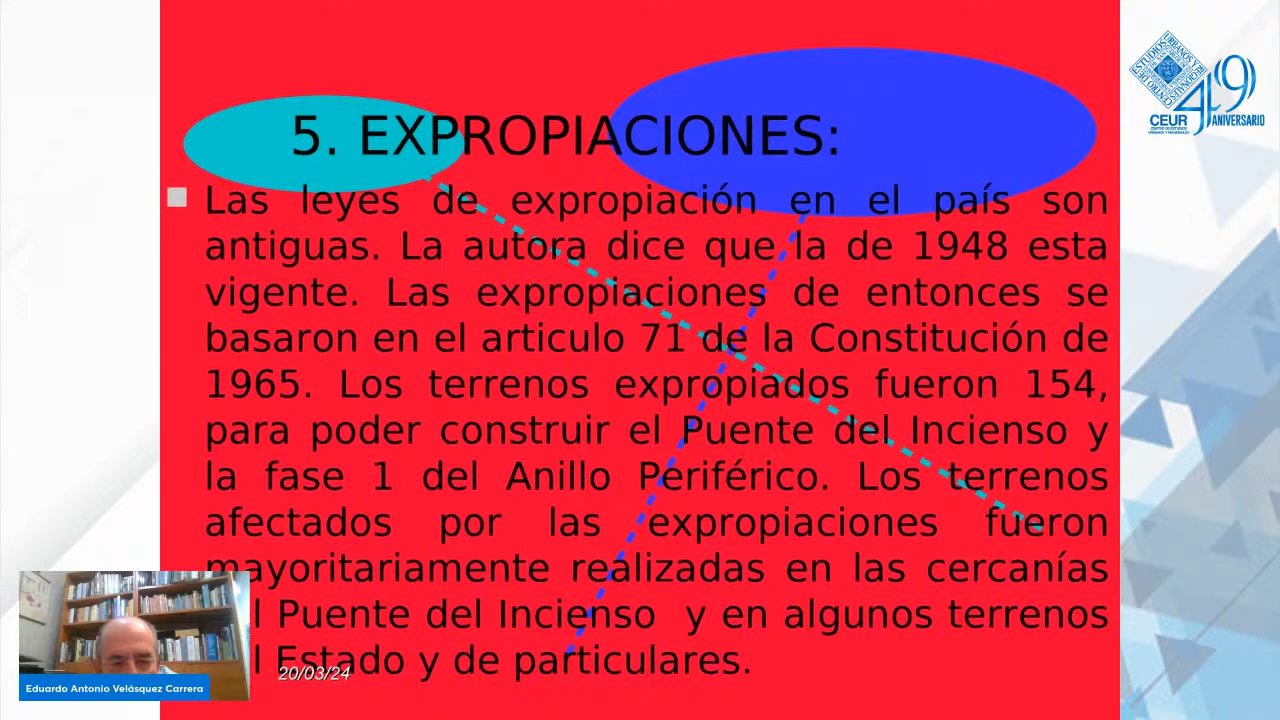 5. EXPROPIACIONES:
Las leyes de expropiación en el país son
antiguas. La autora dice que la de 1948 esta
vigente. Las expropiaciones de entonces se
basaron en el articulo 71 de la Constitución de
1965. Los terrenos expropiados fueron 154,
para poder construir el Puente del Incienso y
la fase 1 del Anillo Periférico. Los terrenos
afectados por las expropiaciones fueron
mayoritariamente realizadas en las cercanías
l Puente del Incienso y en algunos terrenos
l Estado y de particulares.
20/03/24
Eduardo Antonio Velásquez Carrera
49
CEUR
ANIVERSARIO